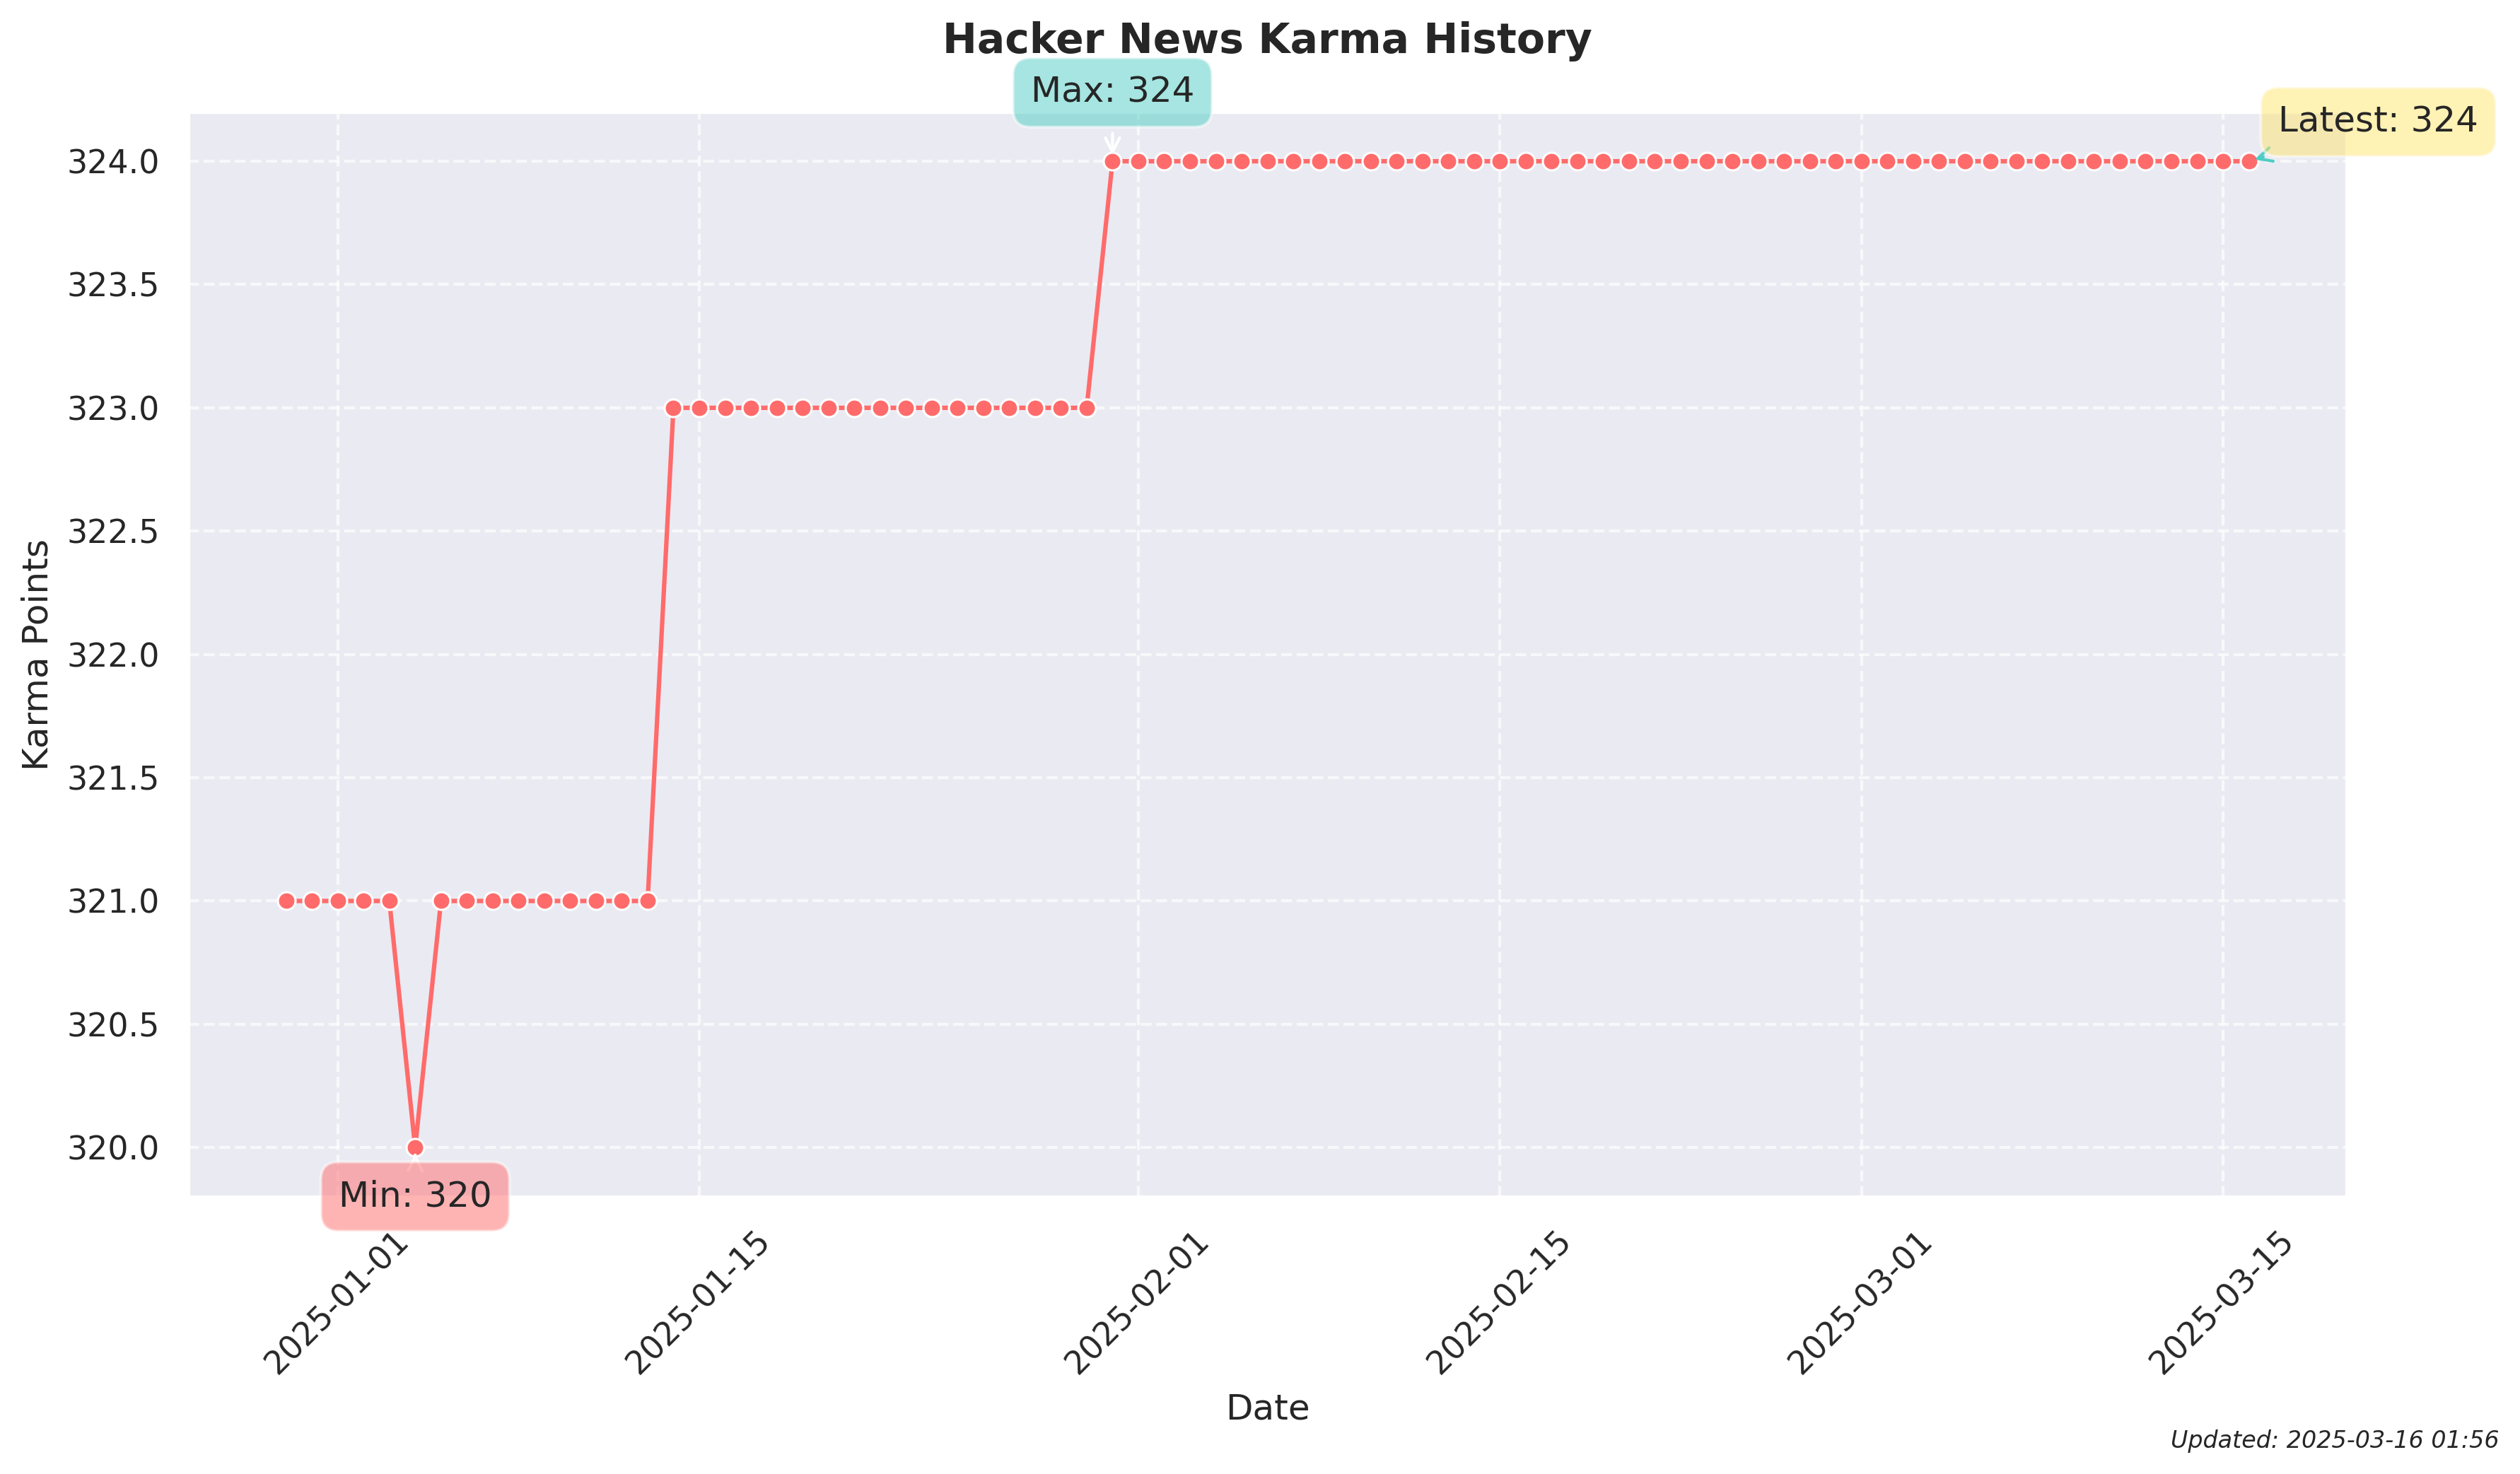 Hacker News Karma History
Max: 324
Latest: 324
324.0
323.5
323.0
322.5
322.0
321.5
321.0
320.5
320.0
Karma Points
Min: 320
2025-01-01
2025-01-15
2025-02-01
2025-02-15
2025-03-01
2025-03-15
Date
Updated: 2025-03-16 01:56